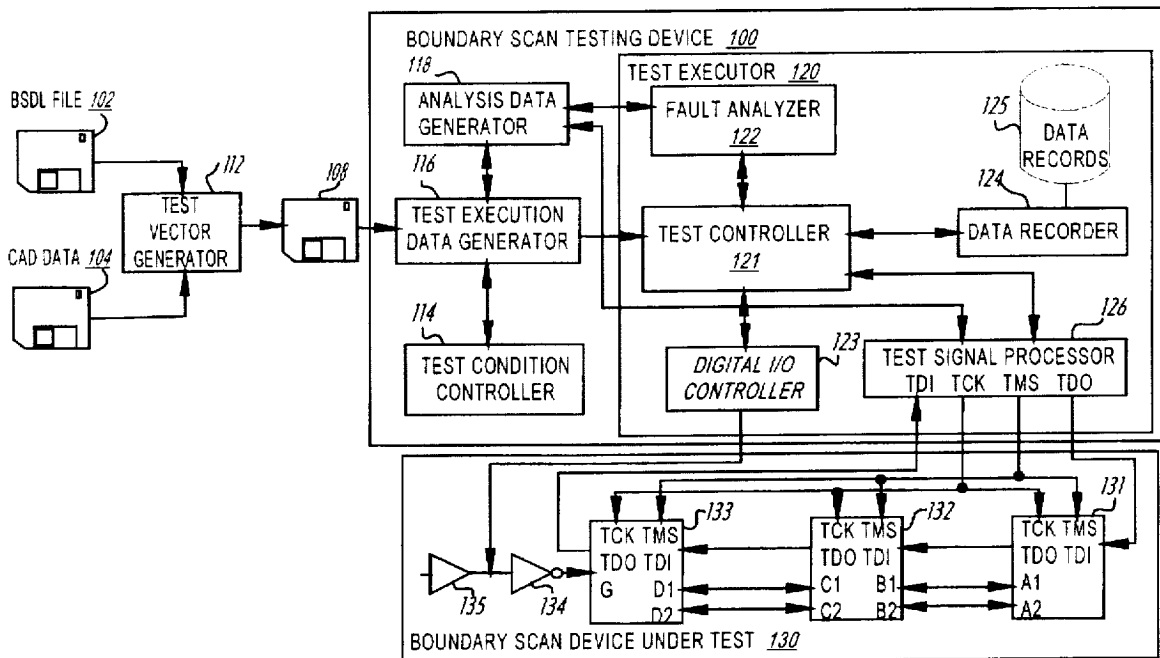 BOUNDARY SCAN TESTING DEVICE 100
118
ANALYSIS DATA
GENERATOR
TEST EXECUTOR 120
FAULT ANALYZER
122
125
DATA
RECORDS
BSDL FILE 102
112
TEST
VECTOR
GENERATOR
108
116
TEST EXECUTION
DATA GENERATOR
TEST CONTROLLER
121
124
DATA RECORDER
CAD DATA 104
114
TEST CONDITION
CONTROLLER
DIGITAL I/O
CONTROLLER
123
126
TEST SIGNAL PROCESSOR
TDI TCK TMS TDO
135
134
133
TCK TMS
TDO TDI
G D1
D2
132
TCK TMS
TDO TDI
C1 B1
C2 B2
131
TCK TMS
TDO TDI
A1
A2
BOUNDARY SCAN DEVICE UNDER TEST 130